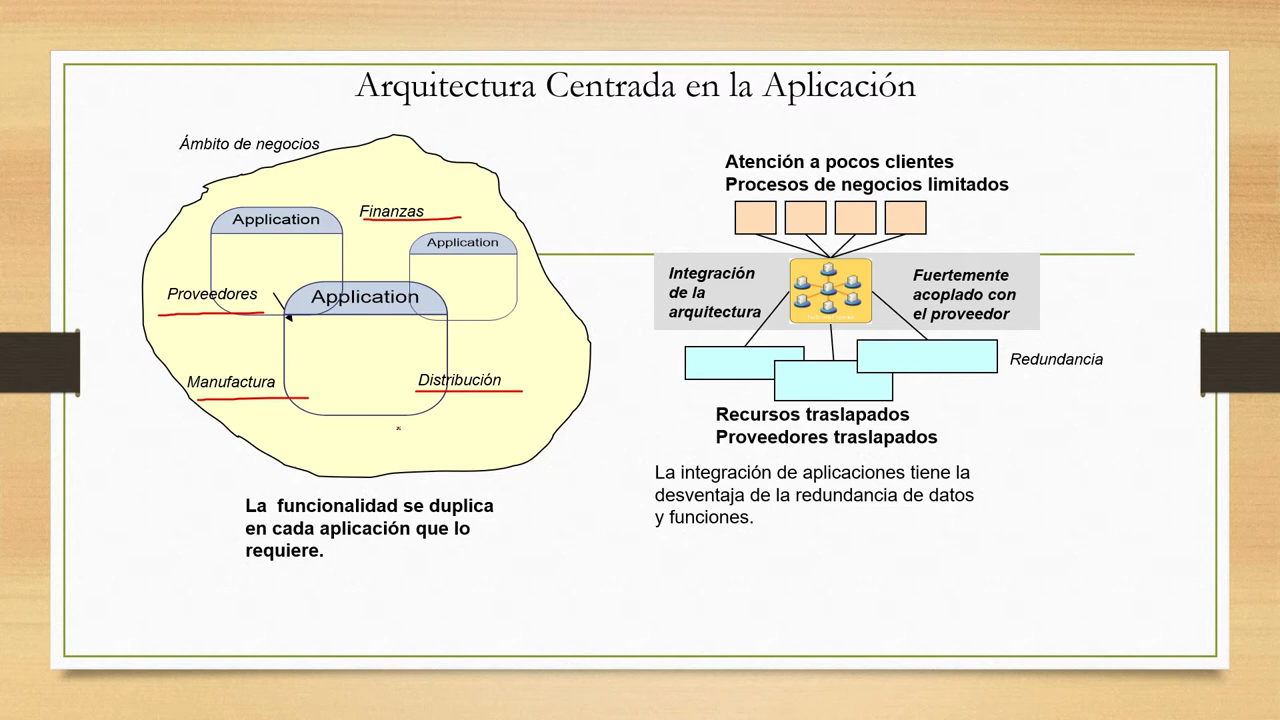 Arquitectura Centrada en la Aplicación
Ámbito de negocios
Application
Finanzas
Application
Proveedores
Application
Manufactura
Distribución
La funcionalidad se duplica
en cada aplicación que lo
requiere.
Atención a pocos clientes
Procesos de negocios limitados
Integración
de la
arquitectura
Fuertemente
acoplado con
el proveedor
Redundancia
Recursos traslapados
Proveedores traslapados
La integración de aplicaciones tiene la
desventaja de la redundancia de datos
y funciones.